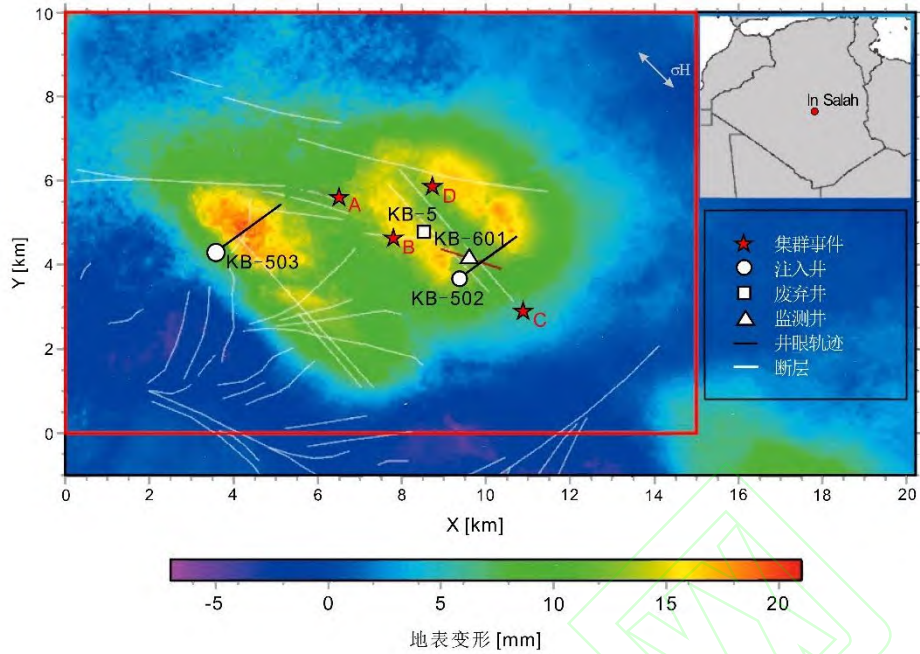 10
8
6
4
2
0
Y [km]
σH
In Salah
A
D
KB-5
B
KB-601
KB-503
KB-502
C
集群事件
注入井
废弃井
监测井
井眼轨迹
断层
0 2 4 6 8 10 12 14 16 18 20
X [km]
-5 0 5 10 15 20
地表变形 [mm]